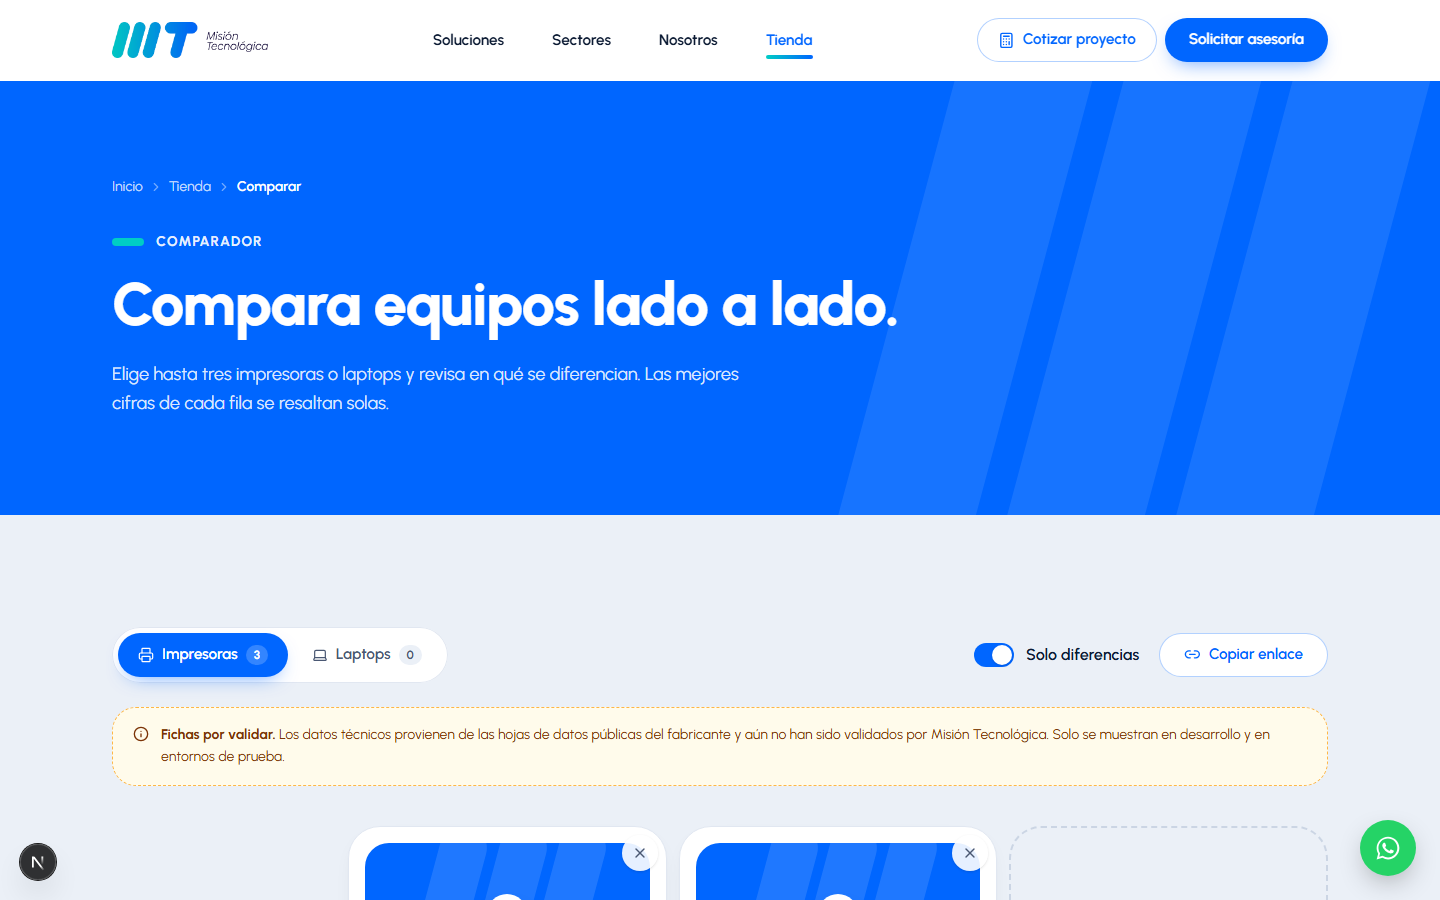 MT Misión
Tecnológica
Soluciones
Sectores
Nosotros
Tienda
Cotizar proyecto
Solicitar asesoría
Inicio > Tienda > Comparar
COMPARADOR
Compara equipos lado a lado.
Elige hasta tres impresoras o laptops y revisa en qué se diferencian. Las mejores
cifras de cada fila se resaltan solas.
Impresoras 3
Laptops 0
Solo diferencias
Copiar enlace
Fichas por validar. Los datos técnicos provienen de las hojas de datos públicas del fabricante y aún no han sido validados por Misión Tecnológica. Solo se muestran en desarrollo y en
entornos de prueba.
N